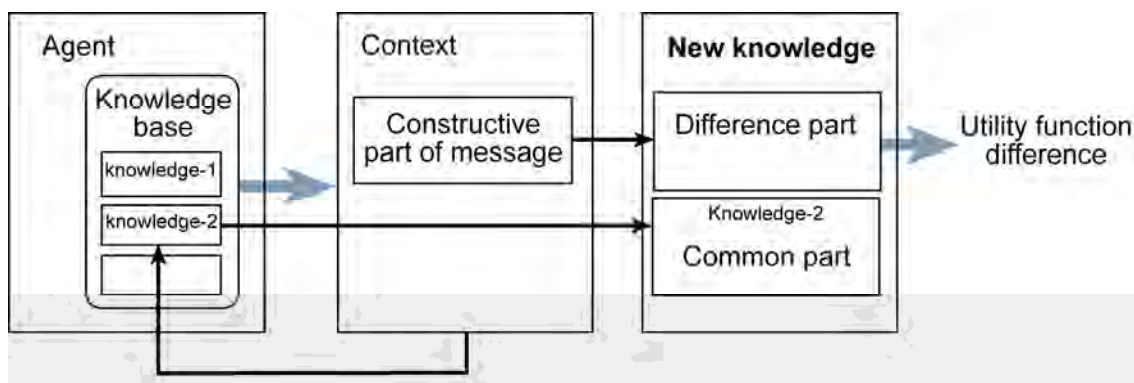 Agent
Knowledge
base
knowledge-1
knowledge-2
Context
Constructive
part of message
New knowledge
Difference part
Knowledge-2
Common part
Utility function
difference